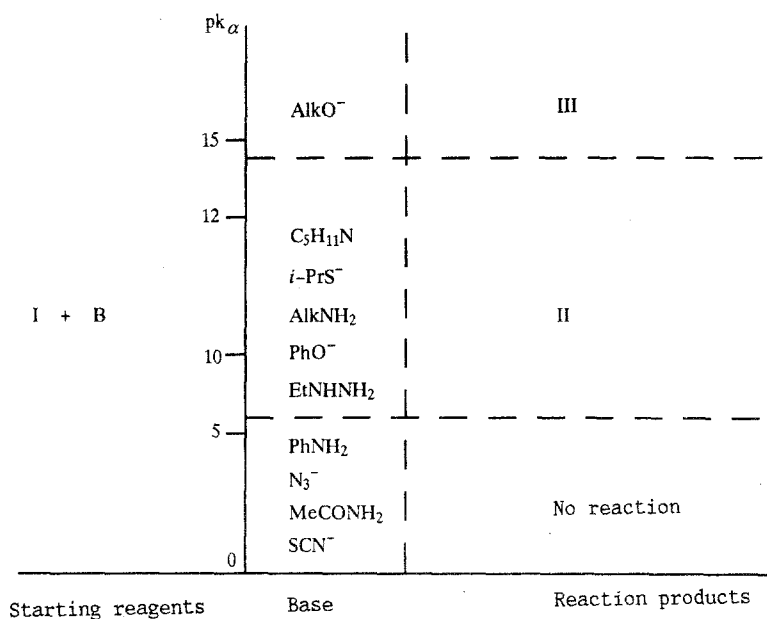 pk α
AlkO⁻ III
15
12
C₅H₁₁N
i–PrS⁻
I + B AlkNH₂ II
10 PhO⁻
EtNHNH₂
5
PhNH₂
N₃⁻
MeCONH₂ No reaction
SCN⁻
0
Starting reagents Base Reaction products